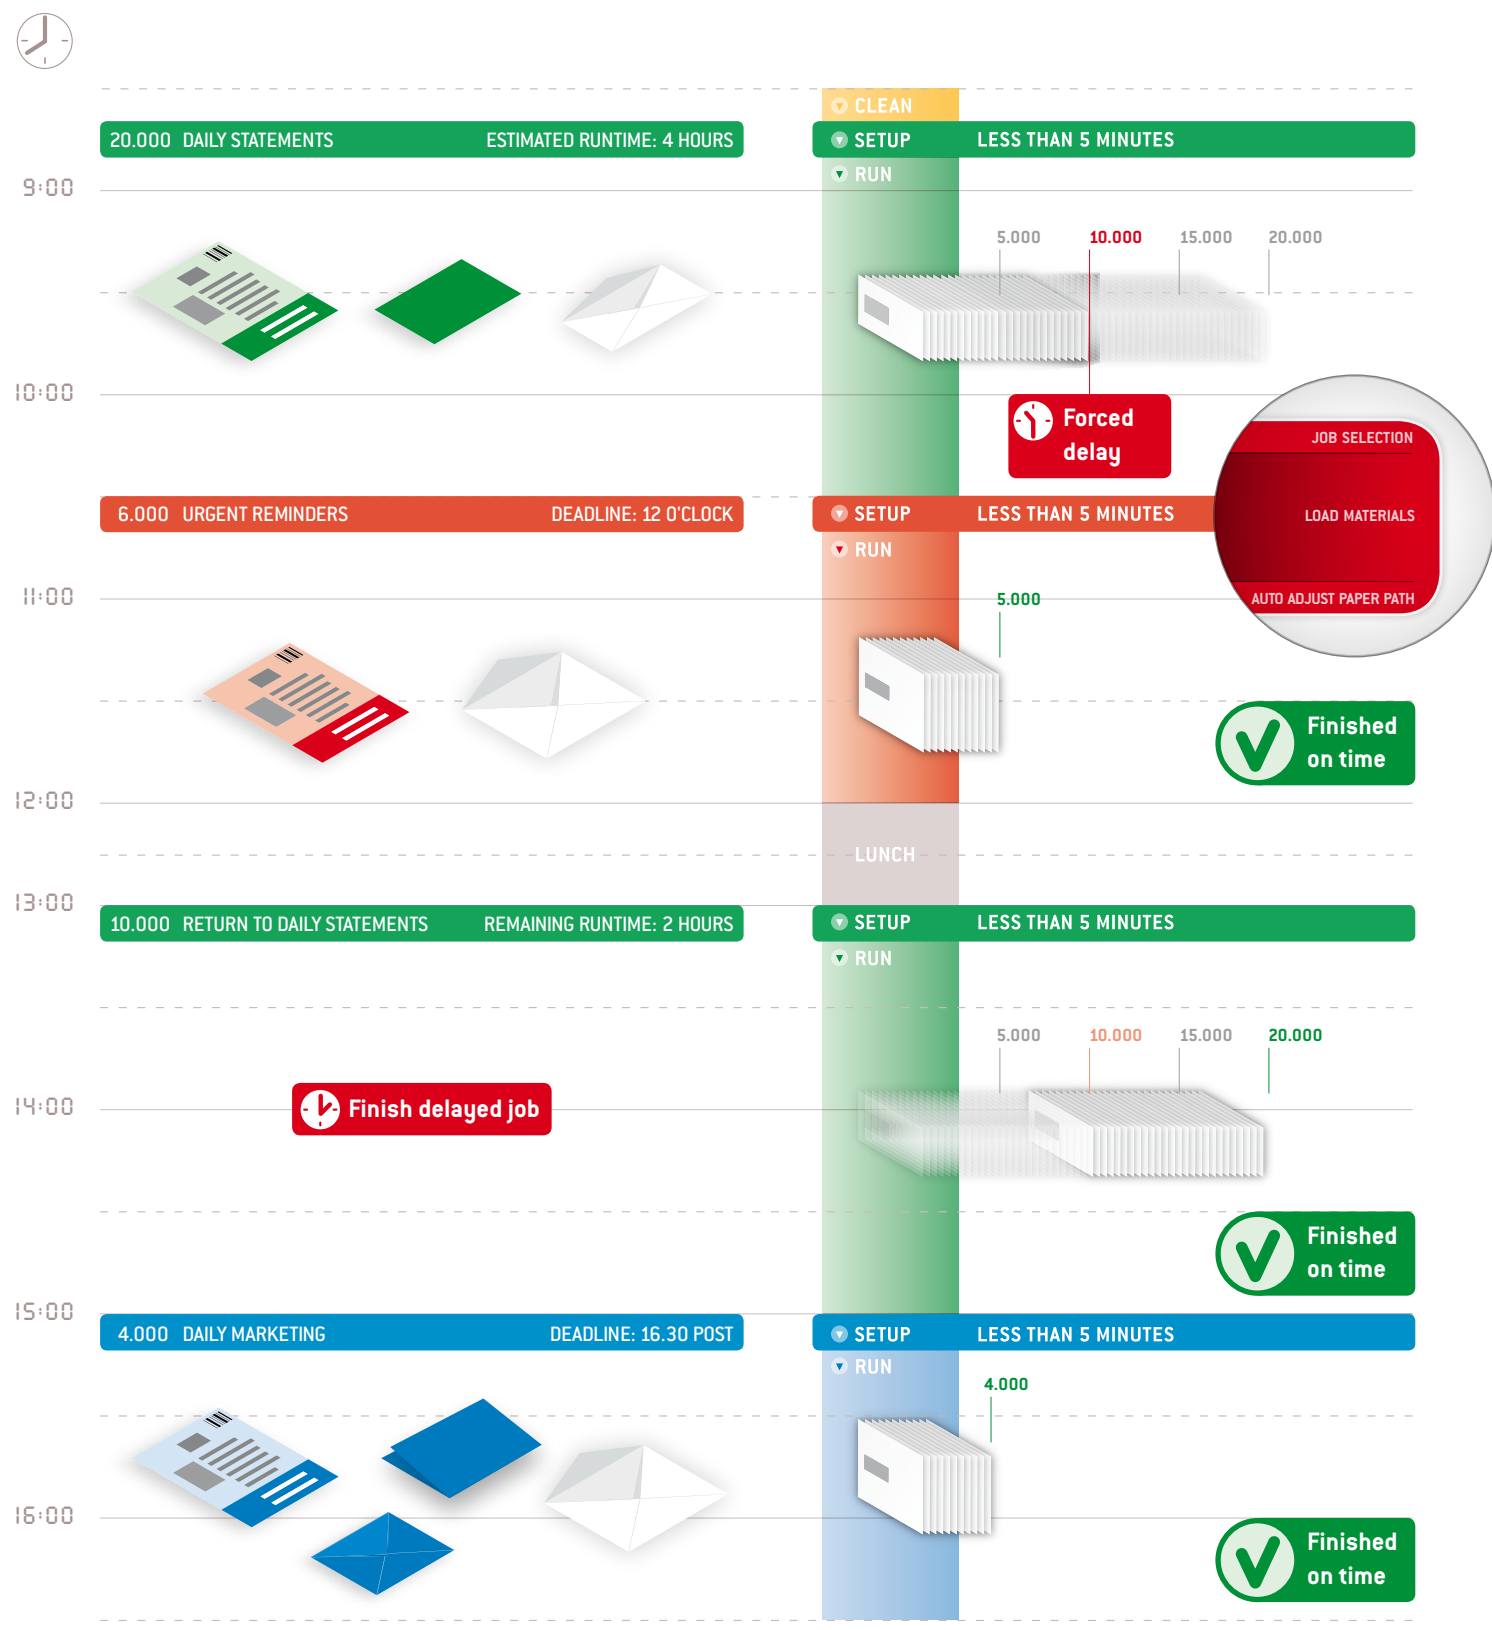 CLEAN
20.000 DAILY STATEMENTS ESTIMATED RUNTIME: 4 HOURS
SETUP LESS THAN 5 MINUTES
RUN
9:00
5.000 10.000 15.000 20.000
10:00
Forced
delay
JOB SELECTION
LOAD MATERIALS
AUTO ADJUST PAPER PATH
6.000 URGENT REMINDERS DEADLINE: 12 O'CLOCK
SETUP LESS THAN 5 MINUTES
RUN
11:00
5.000
Finished
on time
12:00
LUNCH
13:00
10.000 RETURN TO DAILY STATEMENTS REMAINING RUNTIME: 2 HOURS
SETUP LESS THAN 5 MINUTES
RUN
5.000 10.000 15.000 20.000
14:00
Finish delayed job
Finished
on time
15:00
4.000 DAILY MARKETING DEADLINE: 16.30 POST
SETUP LESS THAN 5 MINUTES
RUN
4.000
16:00
Finished
on time